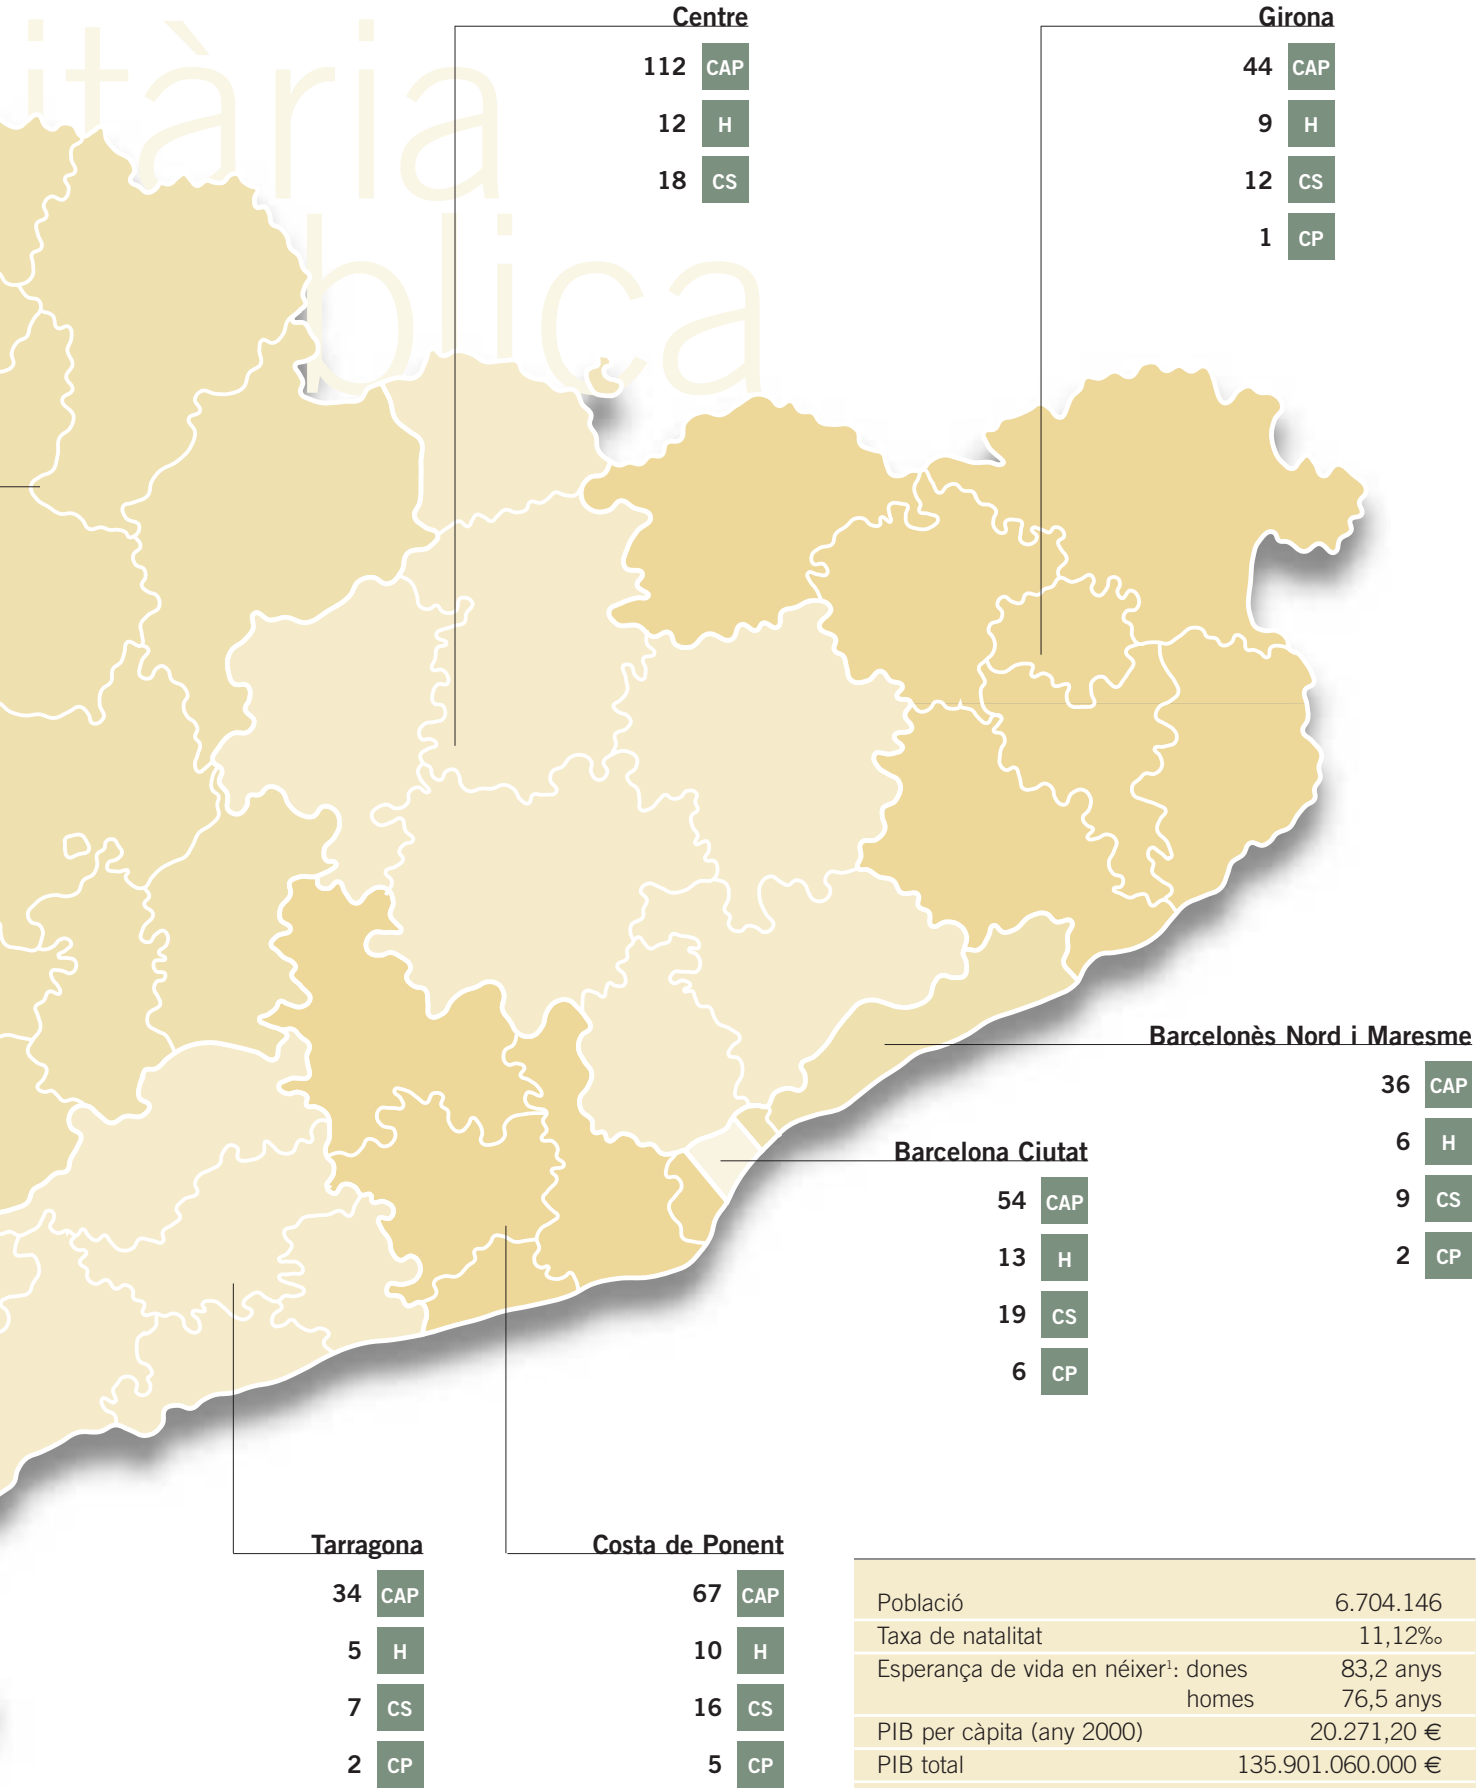 itària
blica
Centre
112 CAP
12 H
18 CS
Girona
44 CAP
9 H
12 CS
1 CP
Barcelonès Nord i Maresme
36 CAP
6 H
9 CS
2 CP
Barcelona Ciutat
54 CAP
13 H
19 CS
6 CP
Tarragona
34 CAP
5 H
7 CS
2 CP
Costa de Ponent
67 CAP
10 H
16 CS
5 CP
Població 6.704.146
Taxa de natalitat 11,12‰
Esperança de vida en néixer¹: dones 83,2 anys
homes 76,5 anys
PIB per càpita (any 2000) 20.271,20 €
PIB total 135.901.060.000 €